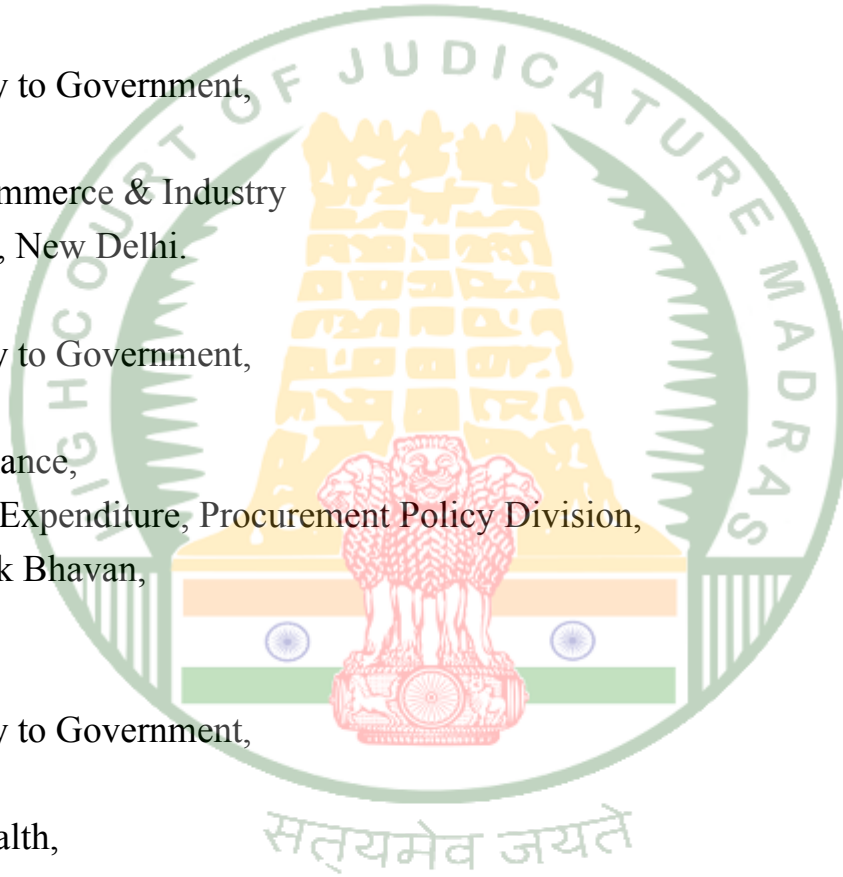 HIGH COURT OF JUDICATURE MADRAS
y to Government,
mmerce & Industry
, New Delhi.
y to Government,
ance,
Expenditure, Procurement Policy Division,
k Bhavan,
y to Government,
alth,
सत्यमेव जयते